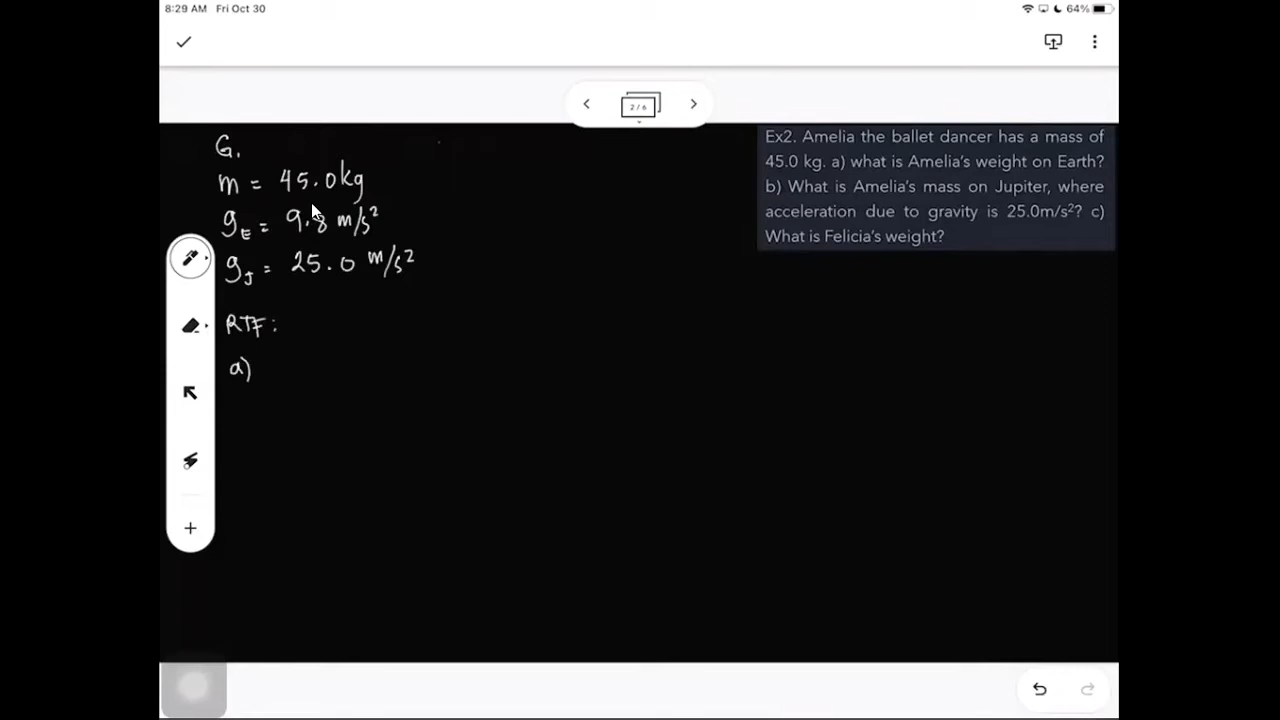 8:29 AM Fri Oct 30
64%
2 / 6
G.
m = 45.0kg
gE = 9.8 m/s²
gJ = 25.0 m/s²
RTF:
a)
Ex2. Amelia the ballet dancer has a mass of
45.0 kg. a) what is Amelia's weight on Earth?
b) What is Amelia's mass on Jupiter, where
acceleration due to gravity is 25.0m/s²? c)
What is Felicia's weight?